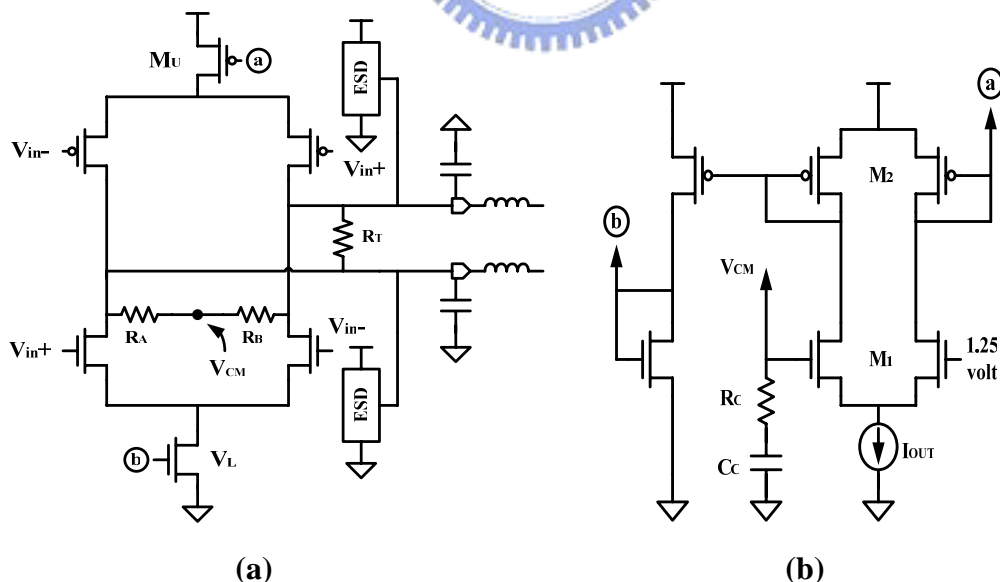 MU
a
ESD
Vin-
Vin+
RT
RA
RB
Vin+
Vin-
VCM
ESD
b
VL
(a)
a
M2
b
VCM
M1
1.25
volt
RC
CC
IOUT
(b)